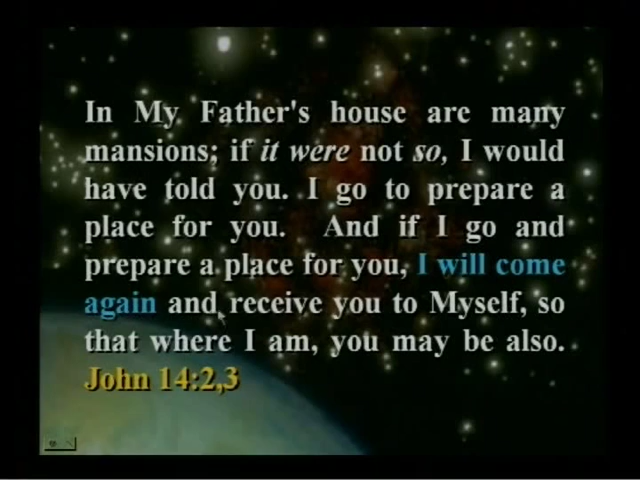 In My Father's house are many
mansions; if it were not so, I would
have told you. I go to prepare a
place for you. And if I go and
prepare a place for you, I will come
again and receive you to Myself, so
that where I am, you may be also.
John 14:2,3